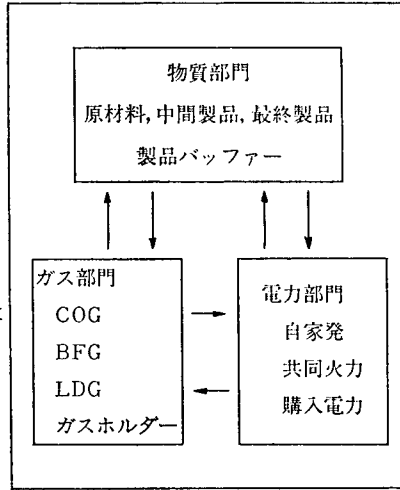 物質部門
原材料,中間製品,最終製品
製品バッファー
ガス部門
COG
BFG
LDG
ガスホルダー
電力部門
自家発
共同火力
購入電力